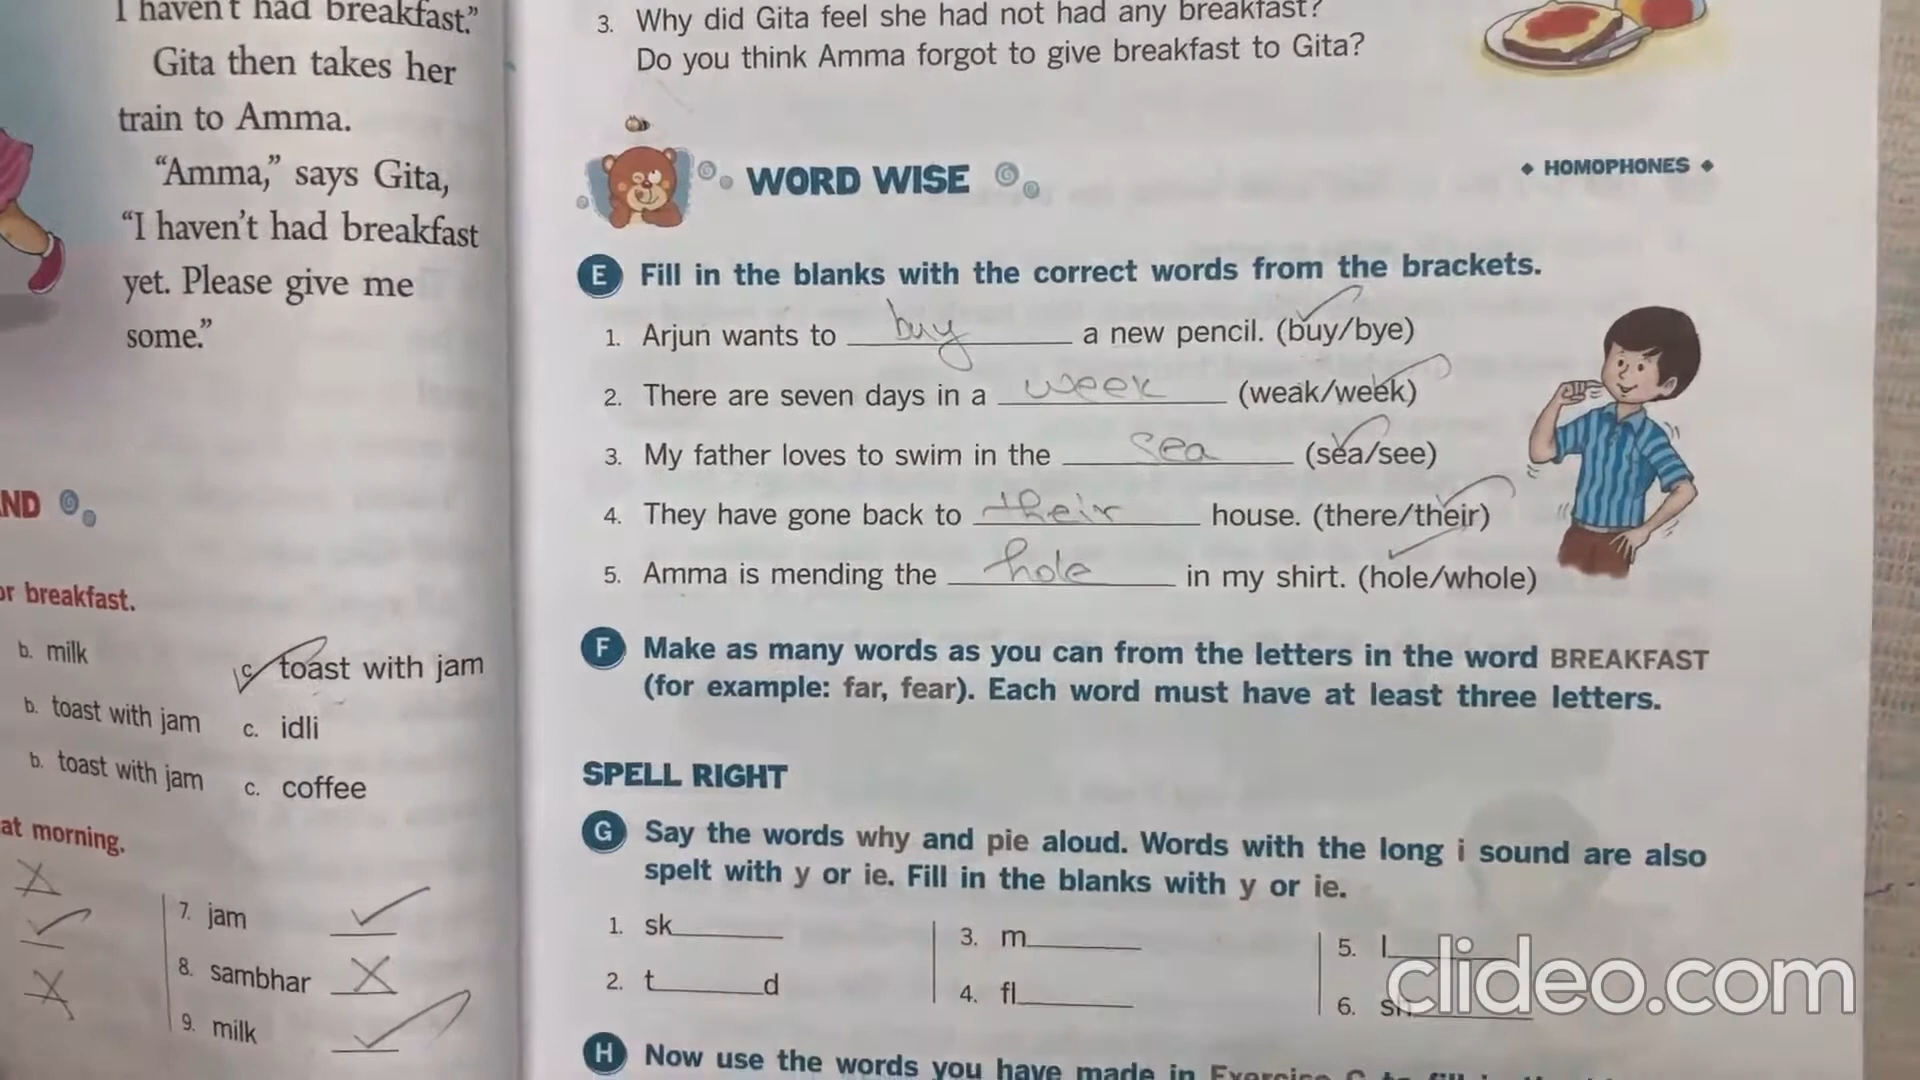 I haven't had breakfast."
Gita then takes her
train to Amma.
"Amma," says Gita,
"I haven't had breakfast
yet. Please give me
some."
ND
or breakfast.
b. milk
c toast with jam
b. toast with jam c. idli
b. toast with jam c. coffee
at morning.
7. jam
8. sambhar
9. milk
3. Why did Gita feel she had not had any breakfast?
Do you think Amma forgot to give breakfast to Gita?
WORD WISE
HOMOPHONES
E Fill in the blanks with the correct words from the brackets.
1. Arjun wants to buy a new pencil. (buy/bye)
2. There are seven days in a week (weak/week)
3. My father loves to swim in the sea (sea/see)
4. They have gone back to their house. (there/their)
5. Amma is mending the hole in my shirt. (hole/whole)
F Make as many words as you can from the letters in the word BREAKFAST
(for example: far, fear). Each word must have at least three letters.
SPELL RIGHT
G Say the words why and pie aloud. Words with the long i sound are also
spelt with y or ie. Fill in the blanks with y or ie.
1. sk____ 3. m____ 5. l____
2. t____d 4. fl____ 6. sh____
clideo.com
H Now use the words you have made in Exercise G to fill in the